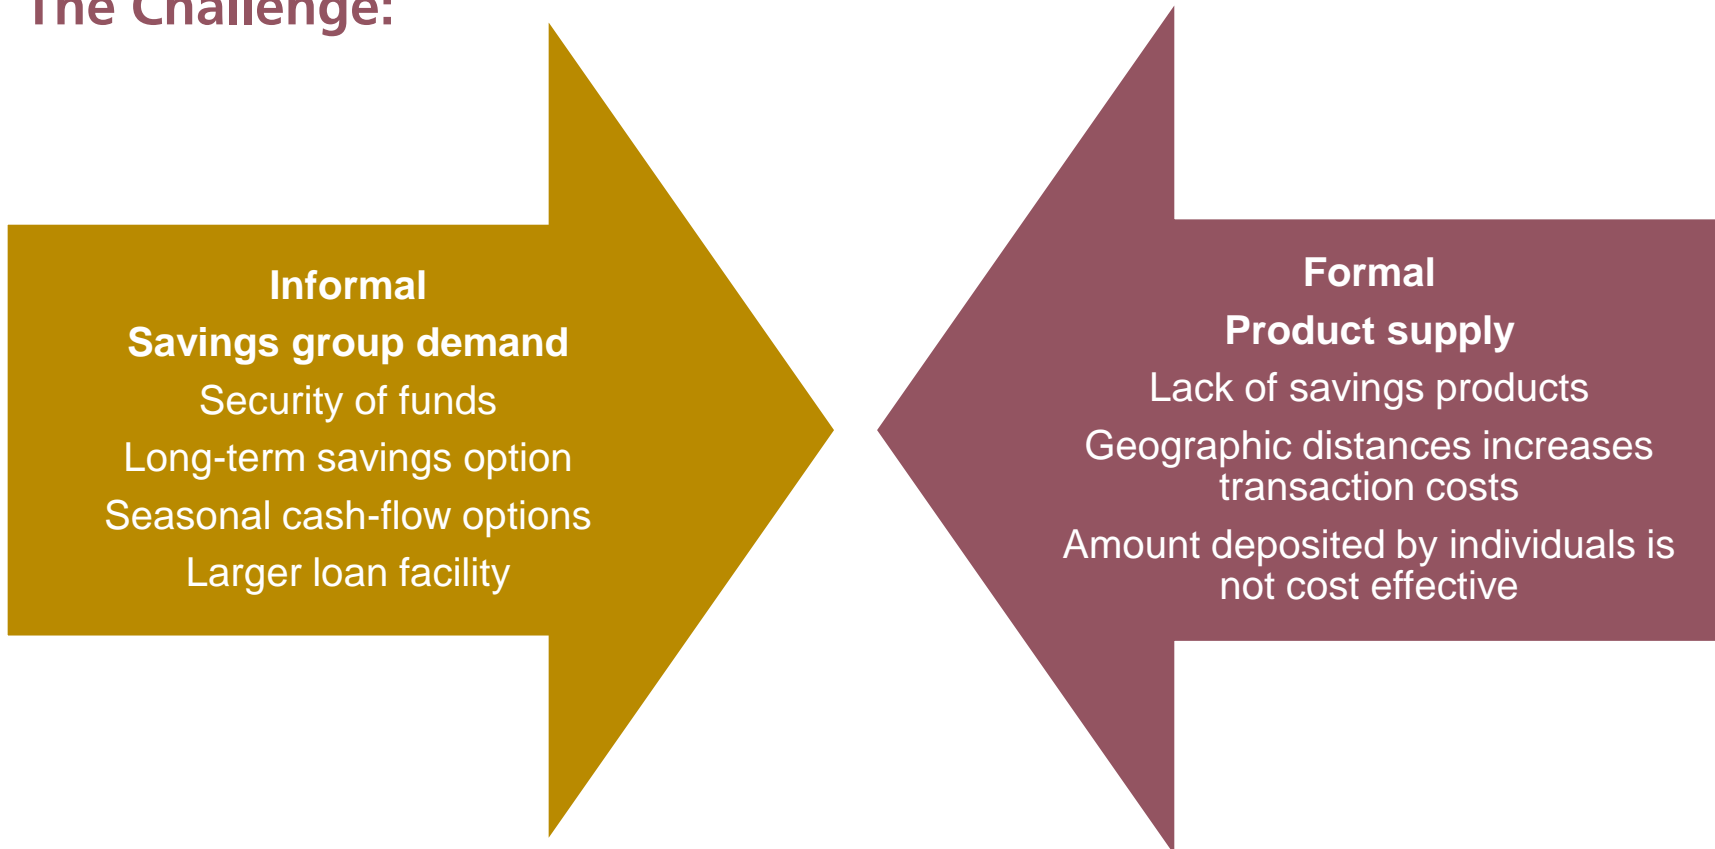 The Challenge:
Informal
Savings group demand
Security of funds
Long-term savings option
Seasonal cash-flow options
Larger loan facility
Formal
Product supply
Lack of savings products
Geographic distances increases
transaction costs
Amount deposited by individuals is
not cost effective